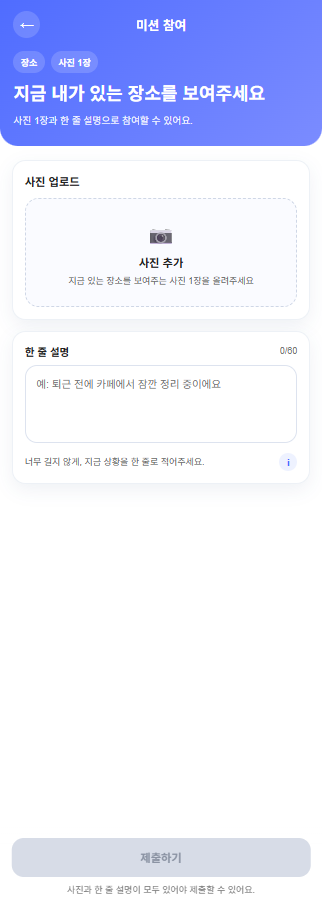 ←
미션 참여
장소
사진 1장
지금 내가 있는 장소를 보여주세요
사진 1장과 한 줄 설명으로 참여할 수 있어요.
사진 업로드
사진 추가
지금 있는 장소를 보여주는 사진 1장을 올려주세요
한 줄 설명
0/60
예: 퇴근 전에 카페에서 잠깐 정리 중이에요
너무 길지 않게, 지금 상황을 한 줄로 적어주세요.
i
제출하기
사진과 한 줄 설명이 모두 있어야 제출할 수 있어요.